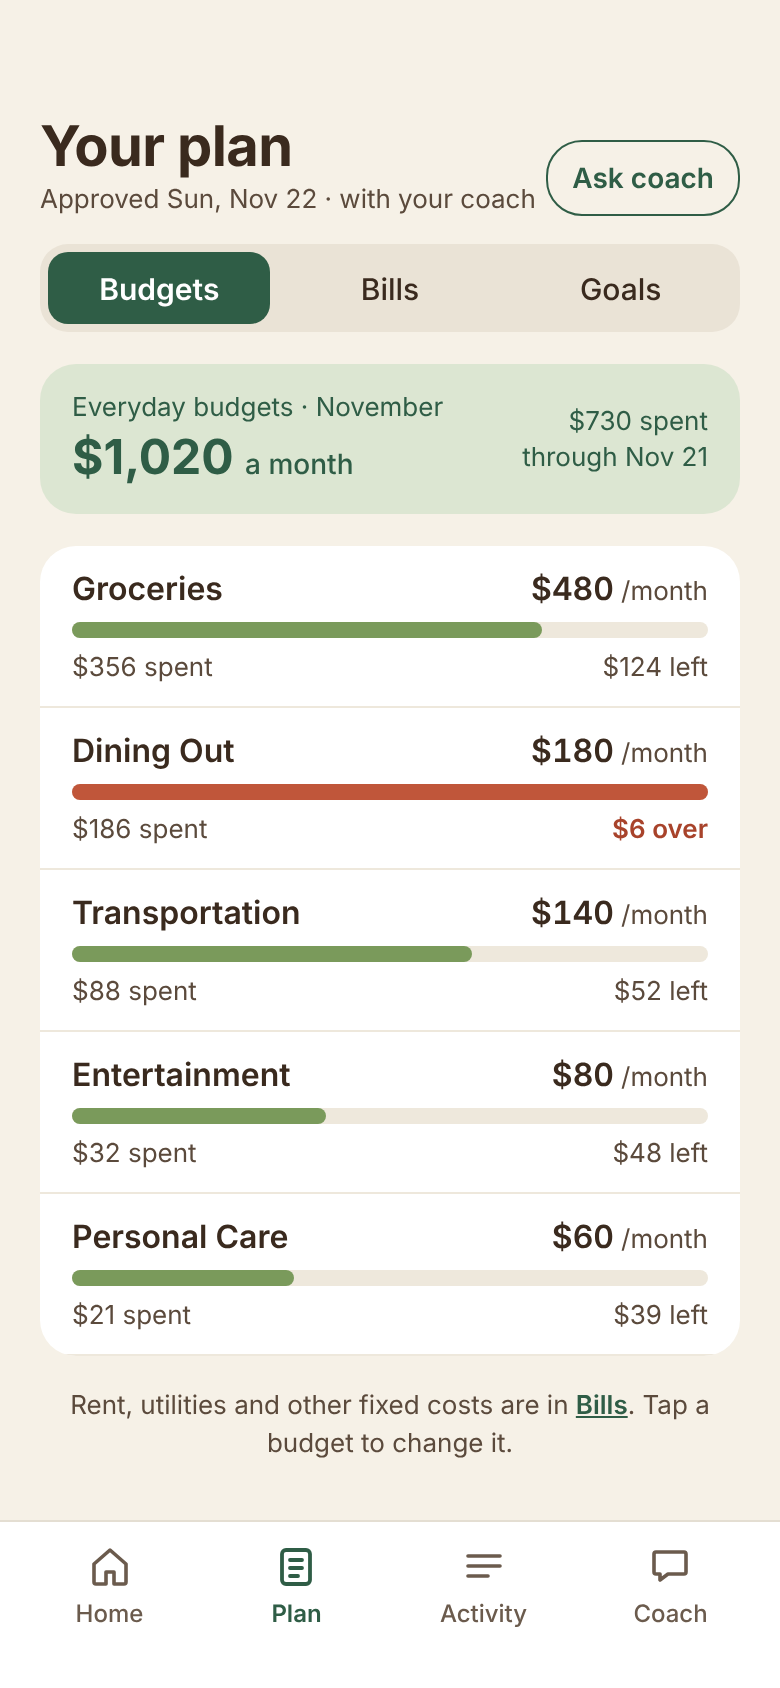 Your plan
Approved Sun, Nov 22 · with your coach
Ask coach
Budgets
Bills
Goals
Everyday budgets · November
$1,020 a month
$730 spent
through Nov 21
Groceries
$480 /month
$356 spent
$124 left
Dining Out
$180 /month
$186 spent
$6 over
Transportation
$140 /month
$88 spent
$52 left
Entertainment
$80 /month
$32 spent
$48 left
Personal Care
$60 /month
$21 spent
$39 left
Rent, utilities and other fixed costs are in Bills. Tap a
budget to change it.
Home
Plan
Activity
Coach